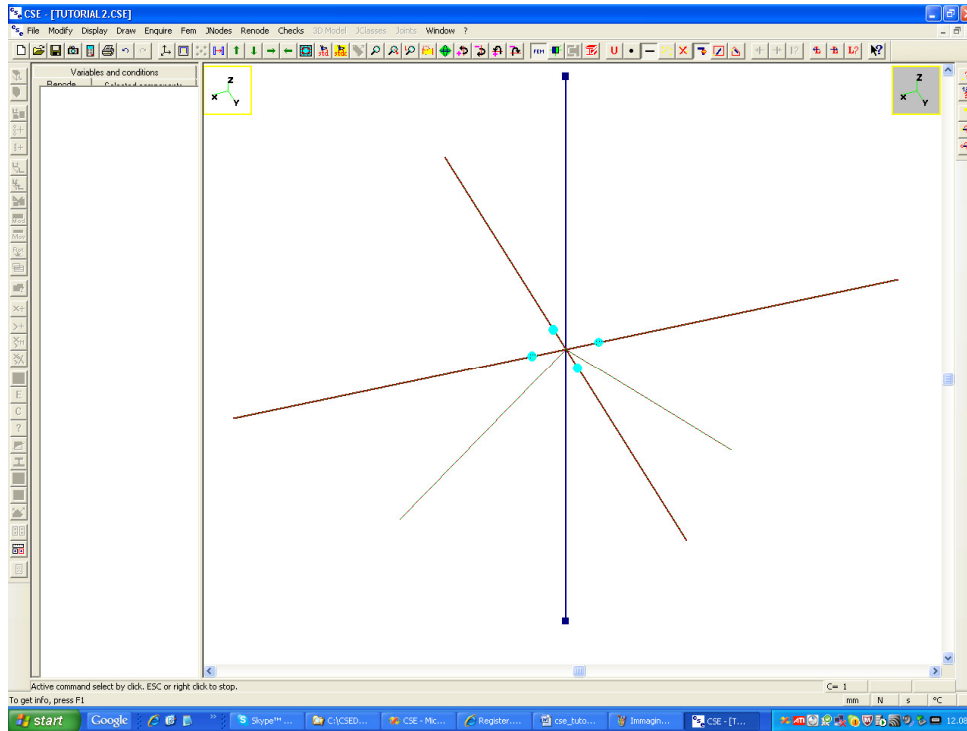 CSE - [TUTORIAL2.CSE]
File Modify Display Draw Enquire Fem JNodes Renode Checks 3D Model JClasses Joints Window ?
FEM U L?
Variables and conditions
Renode Selected components
Z
X Y
Z
X Y
E
C
?
Active command select by click. ESC or right click to stop.
C= 1
To get info, press F1
mm N s °C
start Google Skype™ ... C:\CSED... CSE - Mic... Register.... cse_tuto... Immagin... CSE - [T... 12.08